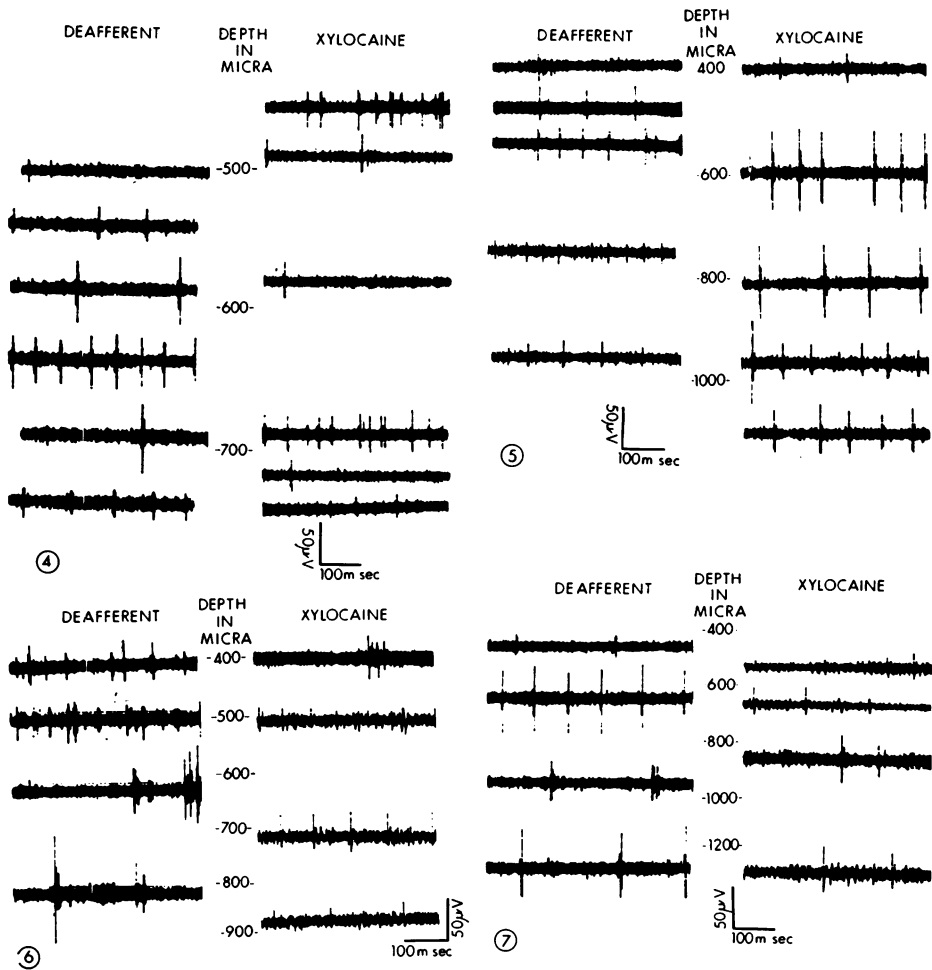 DEAFFERENT
DEPTH
IN
MICRA
XYLOCAINE
-500-
-600-
-700-
50μV
100m sec
④
DEAFFERENT
DEPTH
IN
MICRA
XYLOCAINE
400
-600-
-800-
-1000-
50μV
100m sec
⑤
DEAFFERENT
DEPTH
IN
MICRA
XYLOCAINE
-400-
-500-
-600-
-700-
-800-
-900-
50μV
100m sec
⑥
DEAFFERENT
DEPTH
IN
MICRA
XYLOCAINE
-400-
600
-800-
-1000-
-1200-
50μV
100m sec
⑦